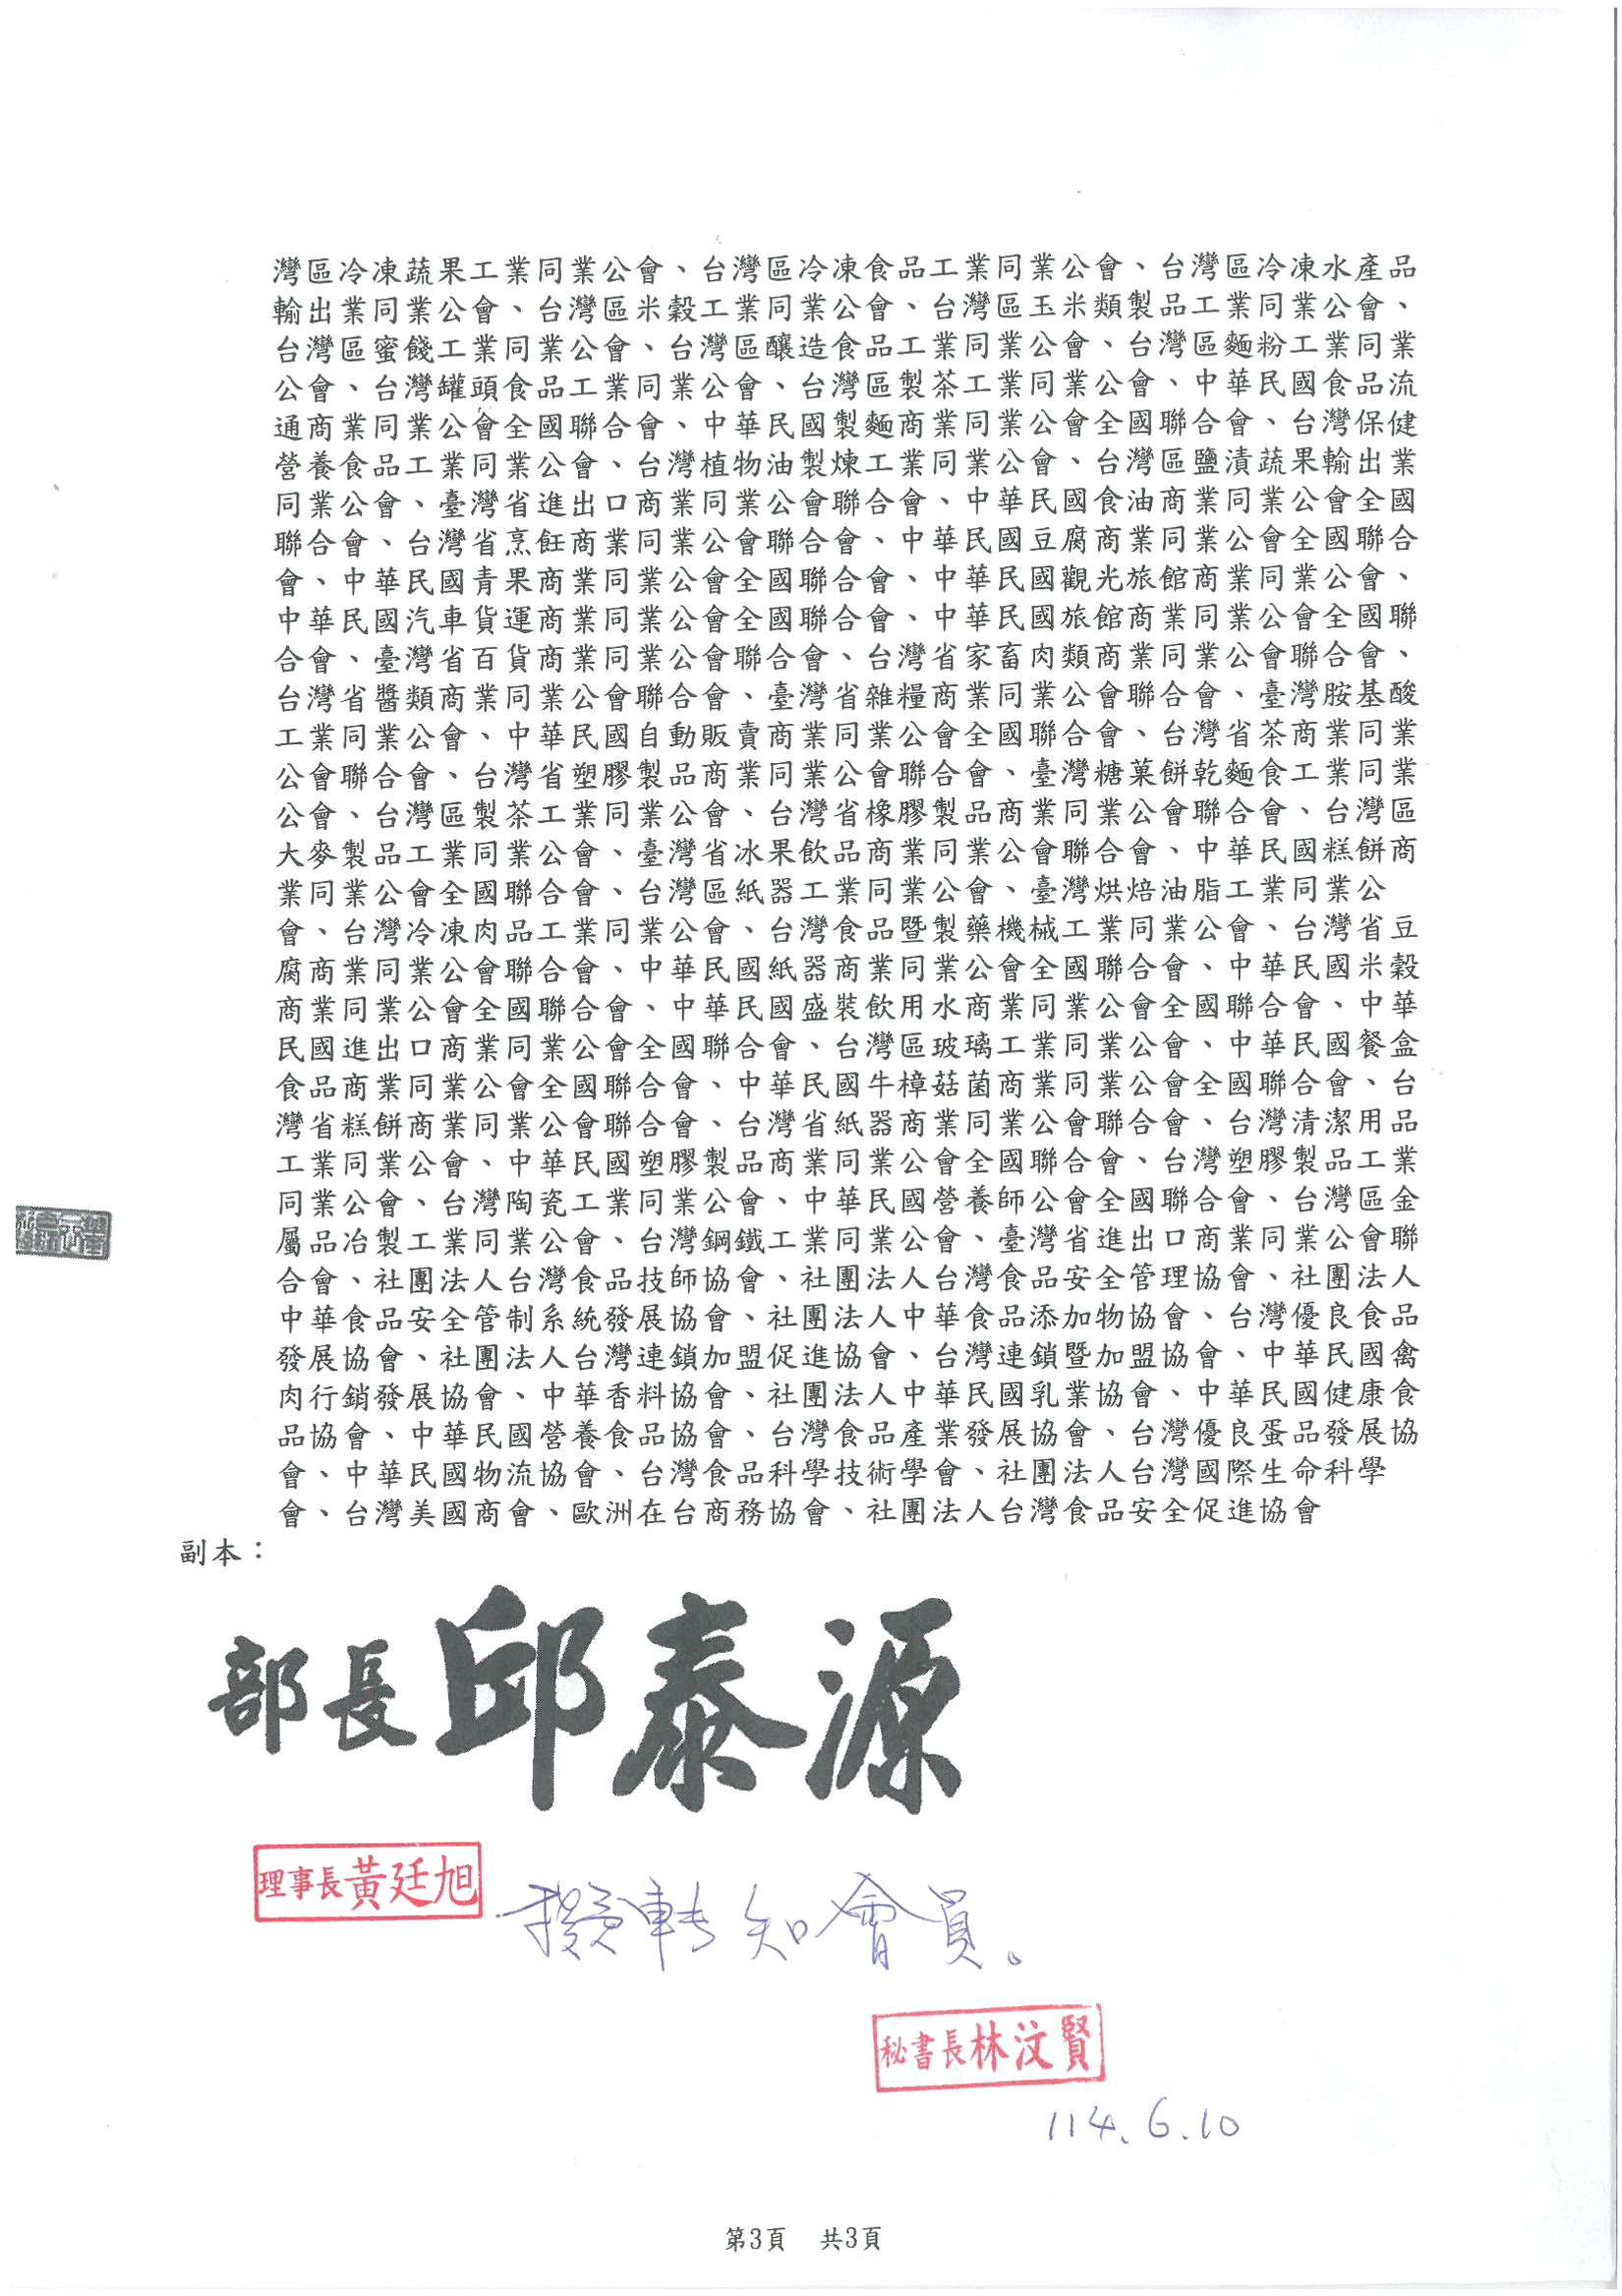 灣區冷凍蔬果工業同業公會、台灣區冷凍食品工業同業公會、台灣區冷凍水產品
輸出業同業公會、台灣區米穀工業同業公會、台灣區玉米類製品工業同業公會、
台灣區蜜餞工業同業公會、台灣區釀造食品工業同業公會、台灣區麵粉工業同業
公會、台灣罐頭食品工業同業公會、台灣區製茶工業同業公會、中華民國食品流
通商業同業公會全國聯合會、中華民國製麵商業同業公會全國聯合會、台灣保健
營養食品工業同業公會、台灣植物油製煉工業同業公會、台灣區鹽漬蔬果輸出業
同業公會、臺灣省進出口商業同業公會聯合會、中華民國食油商業同業公會全國
聯合會、台灣省烹飪商業同業公會聯合會、中華民國豆腐商業同業公會全國聯合
會、中華民國青果商業同業公會全國聯合會、中華民國觀光旅館商業同業公會、
中華民國汽車貨運商業同業公會全國聯合會、中華民國旅館商業同業公會全國聯
合會、臺灣省百貨商業同業公會聯合會、台灣省家畜肉類商業同業公會聯合會、
台灣省醬類商業同業公會聯合會、臺灣省雜糧商業同業公會聯合會、臺灣胺基酸
工業同業公會、中華民國自動販賣商業同業公會全國聯合會、台灣省茶商業同業
公會聯合會、台灣省塑膠製品商業同業公會聯合會、臺灣糖菓餅乾麵食工業同業
公會、台灣區製茶工業同業公會、台灣省橡膠製品商業同業公會聯合會、台灣區
大麥製品工業同業公會、臺灣省冰果飲品商業同業公會聯合會、中華民國糕餅商
業同業公會全國聯合會、台灣區紙器工業同業公會、臺灣烘焙油脂工業同業公
會、台灣冷凍肉品工業同業公會、台灣食品暨製藥機械工業同業公會、台灣省豆
腐商業同業公會聯合會、中華民國紙器商業同業公會全國聯合會、中華民國米穀
商業同業公會全國聯合會、中華民國盛裝飲用水商業同業公會全國聯合會、中華
民國進出口商業同業公會全國聯合會、台灣區玻璃工業同業公會、中華民國餐盒
食品商業同業公會全國聯合會、中華民國牛樟菇菌商業同業公會全國聯合會、台
灣省糕餅商業同業公會聯合會、台灣省紙器商業同業公會聯合會、台灣清潔用品
工業同業公會、中華民國塑膠製品商業同業公會全國聯合會、台灣塑膠製品工業
同業公會、台灣陶瓷工業同業公會、中華民國營養師公會全國聯合會、台灣區金
屬品冶製工業同業公會、台灣鋼鐵工業同業公會、臺灣省進出口商業同業公會聯
合會、社團法人台灣食品技師協會、社團法人台灣食品安全管理協會、社團法人
中華食品安全管制系統發展協會、社團法人中華食品添加物協會、台灣優良食品
發展協會、社團法人台灣連鎖加盟促進協會、台灣連鎖暨加盟協會、中華民國禽
肉行銷發展協會、中華香料協會、社團法人中華民國乳業協會、中華民國健康食
品協會、中華民國營養食品協會、台灣食品產業發展協會、台灣優良蛋品發展協
會、中華民國物流協會、台灣食品科學技術學會、社團法人台灣國際生命科學
會、台灣美國商會、歐洲在台商務協會、社團法人台灣食品安全促進協會
副本：
部長邱泰源
理事長黃廷旭
擬轉知會員。
秘書長林汶賢
114.6.10
第3頁 共3頁